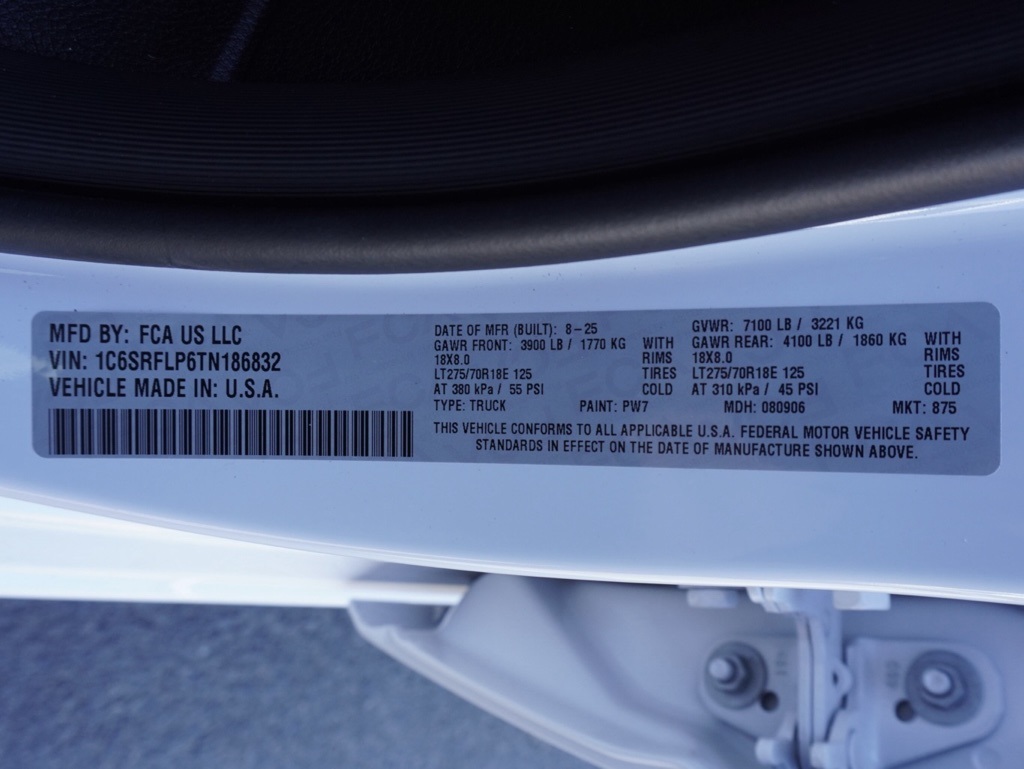 MFD BY: FCA US LLC
VIN: 1C6SRFLP6TN186832
VEHICLE MADE IN: U.S.A.
DATE OF MFR (BUILT): 8-25
GAWR FRONT: 3900 LB / 1770 KG WITH
18X8.0 RIMS
LT275/70R18E 125 TIRES
AT 380 kPa / 55 PSI COLD
GVWR: 7100 LB / 3221 KG
GAWR REAR: 4100 LB / 1860 KG WITH
18X8.0 RIMS
LT275/70R18E 125 TIRES
AT 310 kPa / 45 PSI COLD
TYPE: TRUCK PAINT: PW7 MDH: 080906 MKT: 875
THIS VEHICLE CONFORMS TO ALL APPLICABLE U.S.A. FEDERAL MOTOR VEHICLE SAFETY
STANDARDS IN EFFECT ON THE DATE OF MANUFACTURE SHOWN ABOVE.